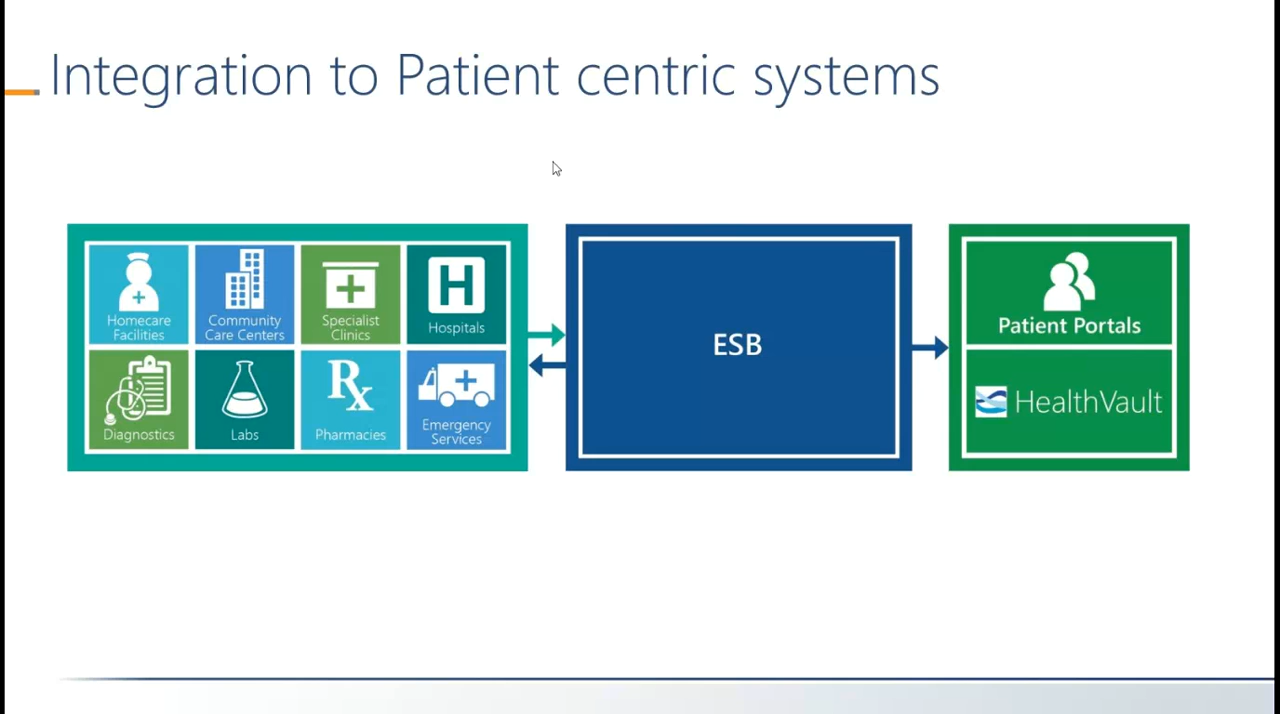 Integration to Patient centric systems
Homecare
Facilities
Community
Care Centers
Specialist
Clinics
H
Hospitals
Diagnostics
Labs
Rx
Pharmacies
Emergency
Services
ESB
Patient Portals
HealthVault